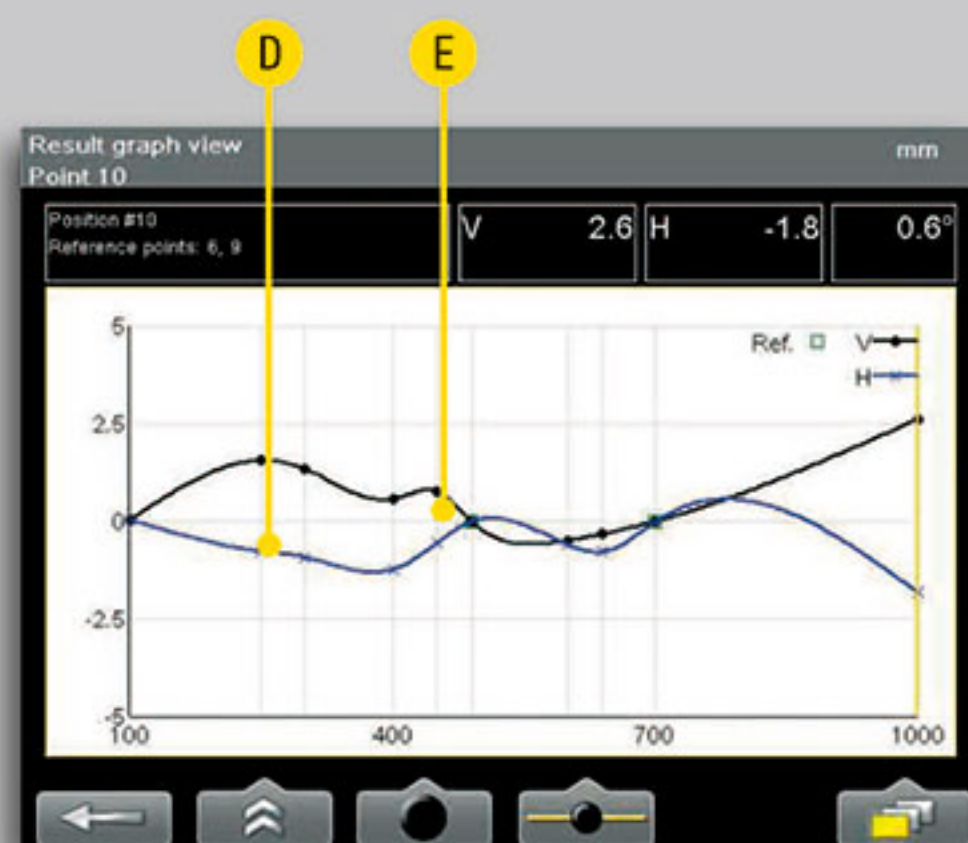 D E
Result graph view
mm
Point 10
Position #10
Reference points: 6, 9
V 2.6 H -1.8 0.6°
5
Ref. V
H
2.5
0
-2.5
-5
100 400 700 1000